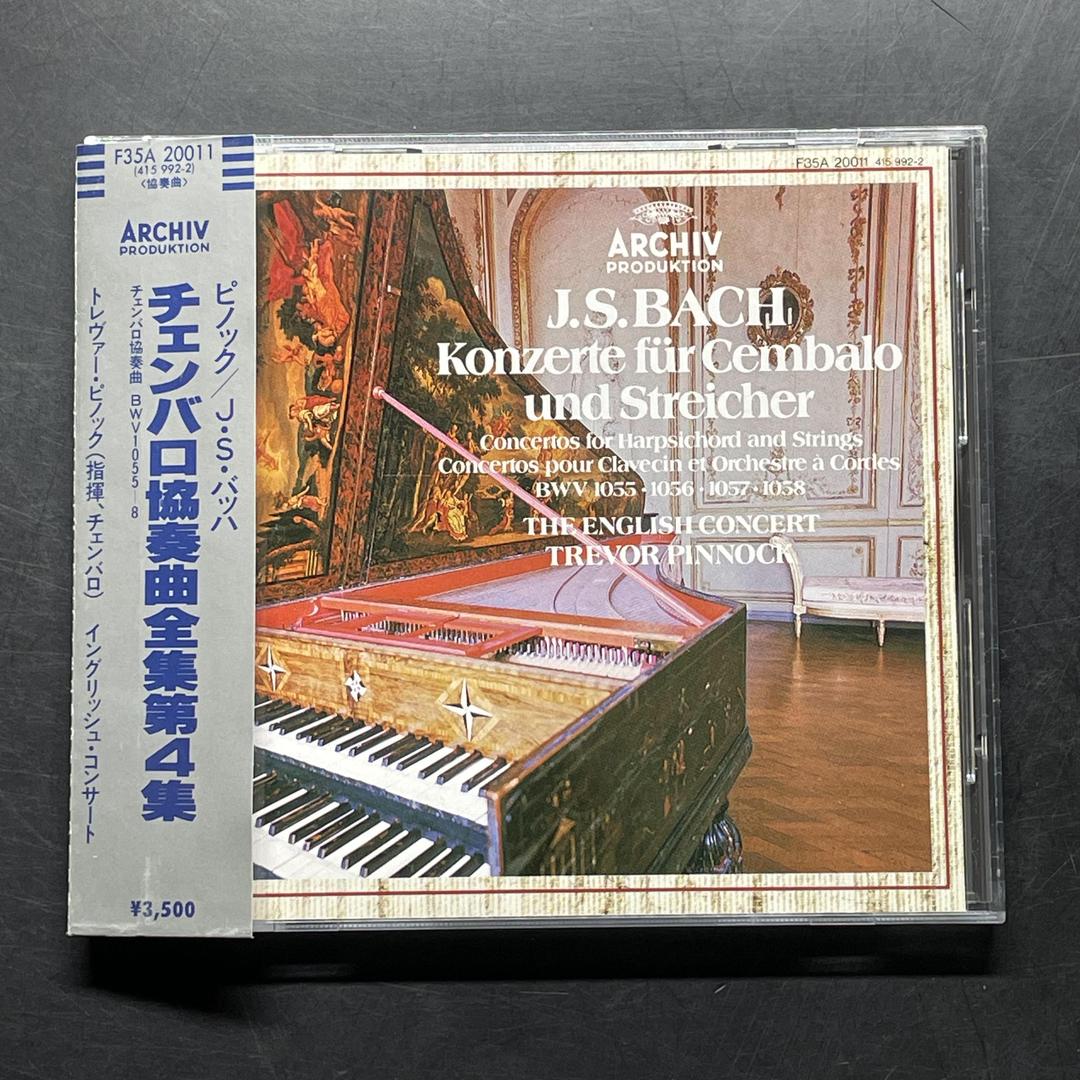 F35A 20011
(415 992-2)
〈協奏曲〉
ARCHIV
PRODUKTION
ピノック／J・S・バッハ
チェンバロ協奏曲全集第4集
チェンバロ協奏曲 BWV1055—8
トレヴァー・ピノック(指揮、チェンバロ) イングリッシュ・コンサート
¥3,500
F35A 20011 415 992-2
ARCHIV
PRODUKTION
J.S.BACH
Konzerte für Cembalo
und Streicher
Concertos for Harpsichord and Strings
Concertos pour Clavecin et Orchestre à Cordes
BWV 1055 · 1056 · 1057 · 1058
THE ENGLISH CONCERT
TREVOR PINNOCK